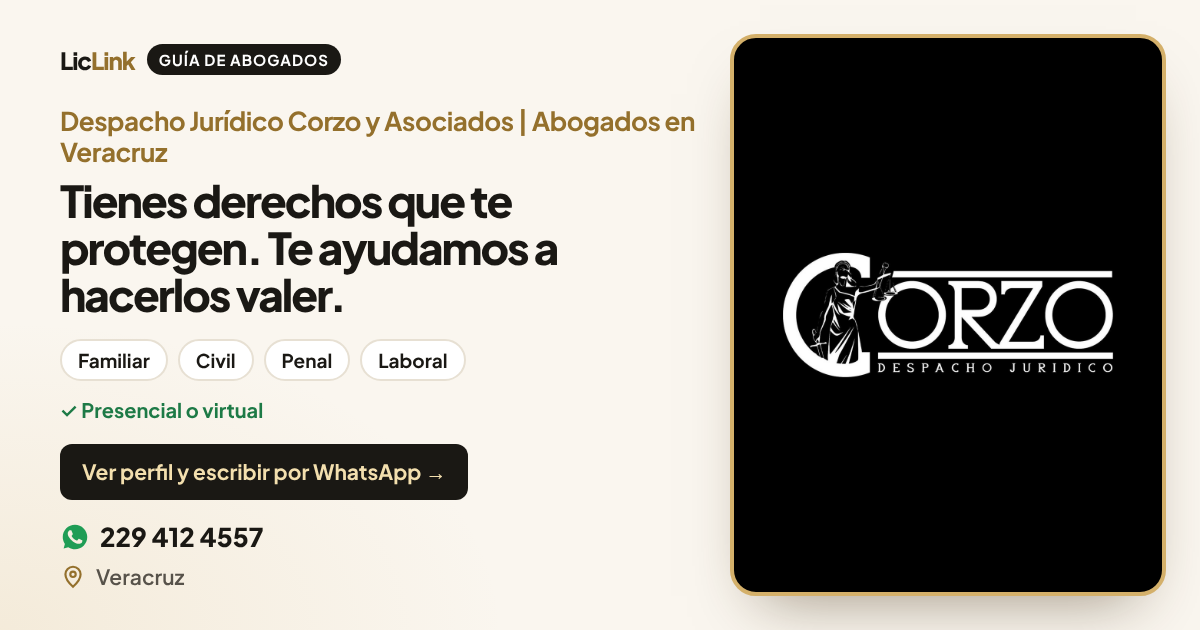 LicLink GUÍA DE ABOGADOS
Despacho Jurídico Corzo y Asociados | Abogados en
Veracruz
Tienes derechos que te
protegen. Te ayudamos a
hacerlos valer.
Familiar Civil Penal Laboral
✓ Presencial o virtual
Ver perfil y escribir por WhatsApp →
229 412 4557
Veracruz
CORZO
DESPACHO JURIDICO